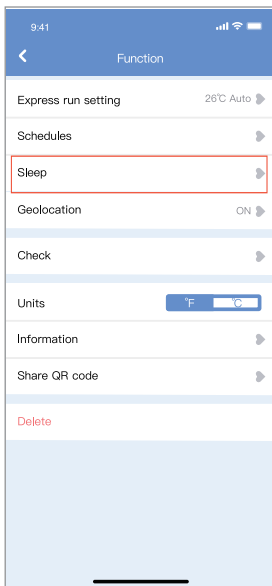 9:41
Function
Express run setting 26℃ Auto
Schedules
Sleep
Geolocation ON
Check
Units ℉ ℃
Information
Share QR code
Delete